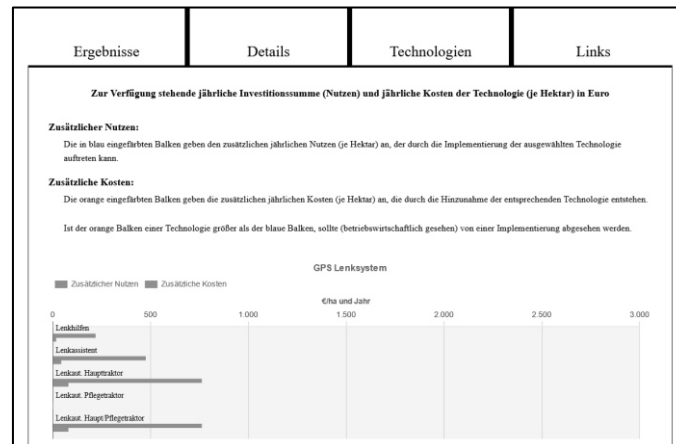 Ergebnisse Details Technologien Links
Zur Verfügung stehende jährliche Investitionssumme (Nutzen) und jährliche Kosten der Technologie (je Hektar) in Euro
Zusätzlicher Nutzen:
Die in blau eingefärbten Balken geben den zusätzlichen jährlichen Nutzen (je Hektar) an, der durch die Implementierung der ausgewählten Technologie
auftreten kann.
Zusätzliche Kosten:
Die orange eingefärbten Balken geben die zusätzlichen jährlichen Kosten (je Hektar) an, die durch die Hinzunahme der entsprechenden Technologie entstehen.
Ist der orange Balken einer Technologie größer als der blaue Balken, sollte (betriebswirtschaftlich gesehen) von einer Implementierung abgesehen werden.
GPS Lenksystem
Zusätzlicher Nutzen Zusätzliche Kosten
€/ha und Jahr
0 500 1.000 1.500 2.000 2.500 3.000
Lenkhilfen
Lenkassistent
Lenkaut. Haupttraktor
Lenkaut. Pflegetraktor
Lenkaut. Haupt/Pflegetraktor